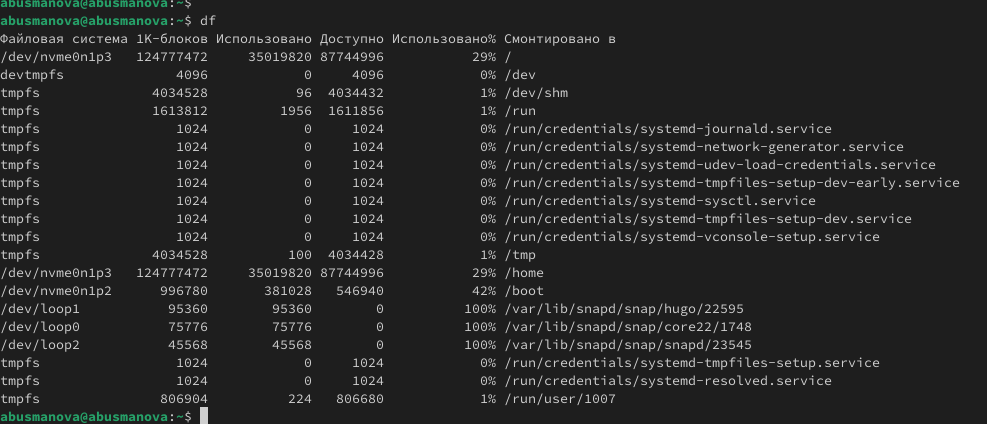 abusmanova@abusmanova:~$
abusmanova@abusmanova:~$ df
Файловая система 1K-блоков Использовано Доступно Использовано% Смонтировано в
/dev/nvme0n1p3   124777472     35019820 87744996           29% /
devtmpfs              4096            0     4096            0% /dev
tmpfs              4034528           96  4034432            1% /dev/shm
tmpfs              1613812         1956  1611856            1% /run
tmpfs                 1024            0     1024            0% /run/credentials/systemd-journald.service
tmpfs                 1024            0     1024            0% /run/credentials/systemd-network-generator.service
tmpfs                 1024            0     1024            0% /run/credentials/systemd-udev-load-credentials.service
tmpfs                 1024            0     1024            0% /run/credentials/systemd-tmpfiles-setup-dev-early.service
tmpfs                 1024            0     1024            0% /run/credentials/systemd-sysctl.service
tmpfs                 1024            0     1024            0% /run/credentials/systemd-tmpfiles-setup-dev.service
tmpfs                 1024            0     1024            0% /run/credentials/systemd-vconsole-setup.service
tmpfs              4034528          100  4034428            1% /tmp
/dev/nvme0n1p3   124777472     35019820 87744996           29% /home
/dev/nvme0n1p2      996780       381028   546940           42% /boot
/dev/loop1           95360        95360        0          100% /var/lib/snapd/snap/hugo/22595
/dev/loop0           75776        75776        0          100% /var/lib/snapd/snap/core22/1748
/dev/loop2           45568        45568        0          100% /var/lib/snapd/snap/snapd/23545
tmpfs                 1024            0     1024            0% /run/credentials/systemd-tmpfiles-setup.service
tmpfs                 1024            0     1024            0% /run/credentials/systemd-resolved.service
tmpfs               806904          224   806680            1% /run/user/1007
abusmanova@abusmanova:~$